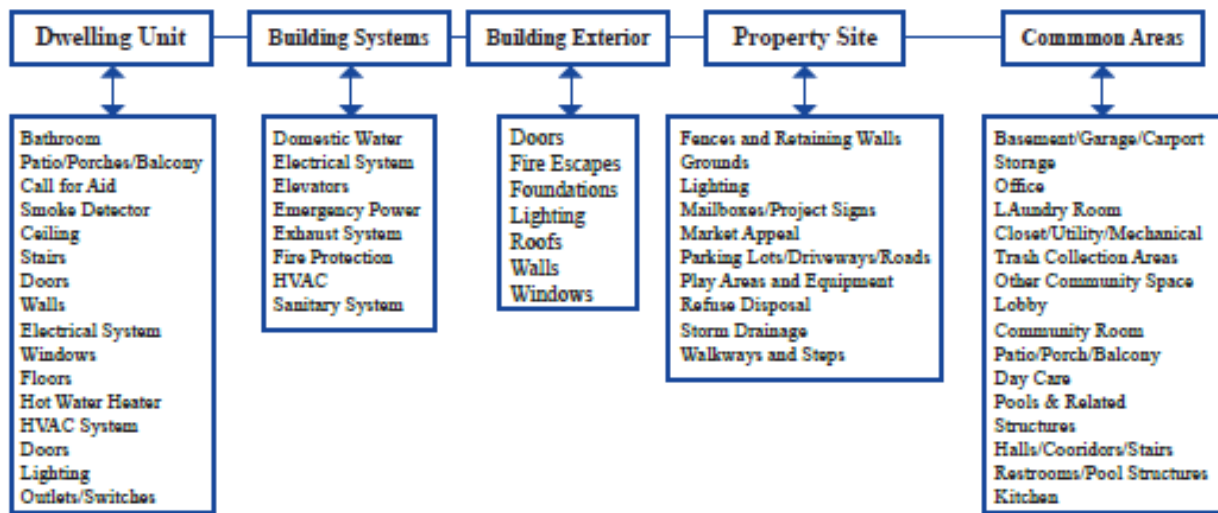 Dwelling Unit
Building Systems
Building Exterior
Property Site
Commmon Areas
Bathroom
Patio/Porches/Balcony
Call for Aid
Smoke Detector
Ceiling
Stairs
Doors
Walls
Electrical System
Windows
Floors
Hot Water Heater
HVAC System
Doors
Lighting
Outlets/Switches
Domestic Water
Electrical System
Elevators
Emergency Power
Exhaust System
Fire Protection
HVAC
Sanitary System
Doors
Fire Escapes
Foundations
Lighting
Roofs
Walls
Windows
Fences and Retaining Walls
Grounds
Lighting
Mailboxes/Project Signs
Market Appeal
Parking Lots/Driveways/Roads
Play Areas and Equipment
Refuse Disposal
Storm Drainage
Walkways and Steps
Basement/Garage/Carport
Storage
Office
LAundry Room
Closet/Utility/Mechanical
Trash Collection Areas
Other Community Space
Lobby
Community Room
Patio/Porch/Balcony
Day Care
Pools & Related
Structures
Halls/Cooridors/Stairs
Restrooms/Pool Structures
Kitchen